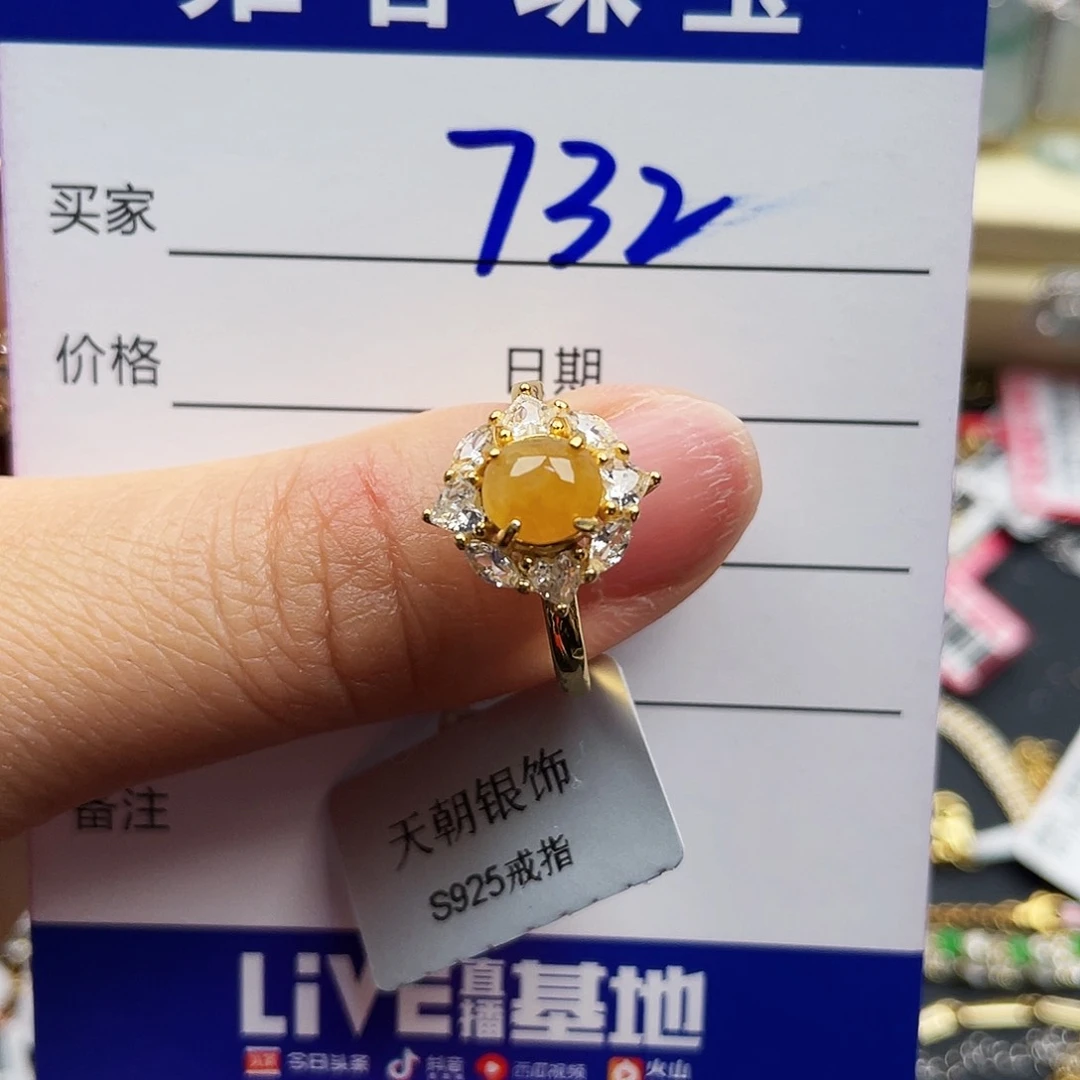 珠宝
买家 732
价格 日期
备注
天朝银饰
S925戒指
LiVE直播基地
今日头条 抖音 西瓜视频 火山